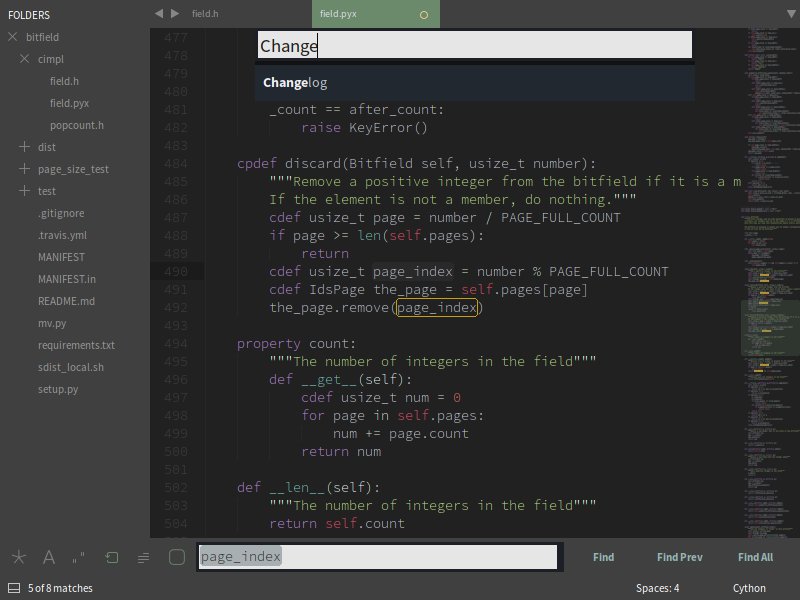 FOLDERS
bitfield
cimpl
field.h
field.pyx
popcount.h
dist
page_size_test
test
.gitignore
.travis.yml
MANIFEST
MANIFEST.in
README.md
mv.py
requirements.txt
sdist_local.sh
setup.py
field.h
field.pyx
Change
Changelog
477
478
479
480
481 _count == after_count:
482 raise KeyError()
483
484 cpdef discard(Bitfield self, usize_t number):
485 """Remove a positive integer from the bitfield if it is a m
486 If the element is not a member, do nothing."""
487 cdef usize_t page = number / PAGE_FULL_COUNT
488 if page >= len(self.pages):
489 return
490 cdef usize_t page_index = number % PAGE_FULL_COUNT
491 cdef IdsPage the_page = self.pages[page]
492 the_page.remove(page_index)
493
494 property count:
495 """The number of integers in the field"""
496 def __get__(self):
497 cdef usize_t num = 0
498 for page in self.pages:
499 num += page.count
500 return num
501
502 def __len__(self):
503 """The number of integers in the field"""
504 return self.count
page_index
Find
Find Prev
Find All
5 of 8 matches
Spaces: 4
Cython